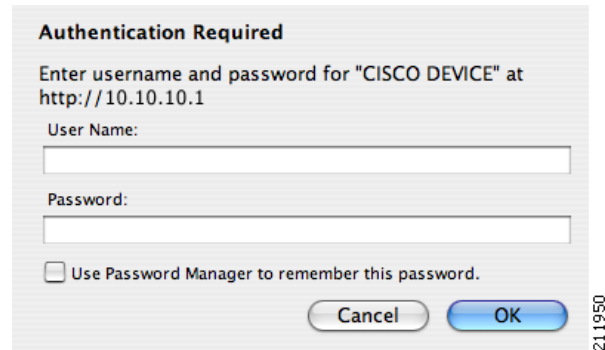 Authentication Required
Enter username and password for "CISCO DEVICE" at
http://10.10.10.1
User Name:
Password:
Use Password Manager to remember this password.
Cancel
OK
211950